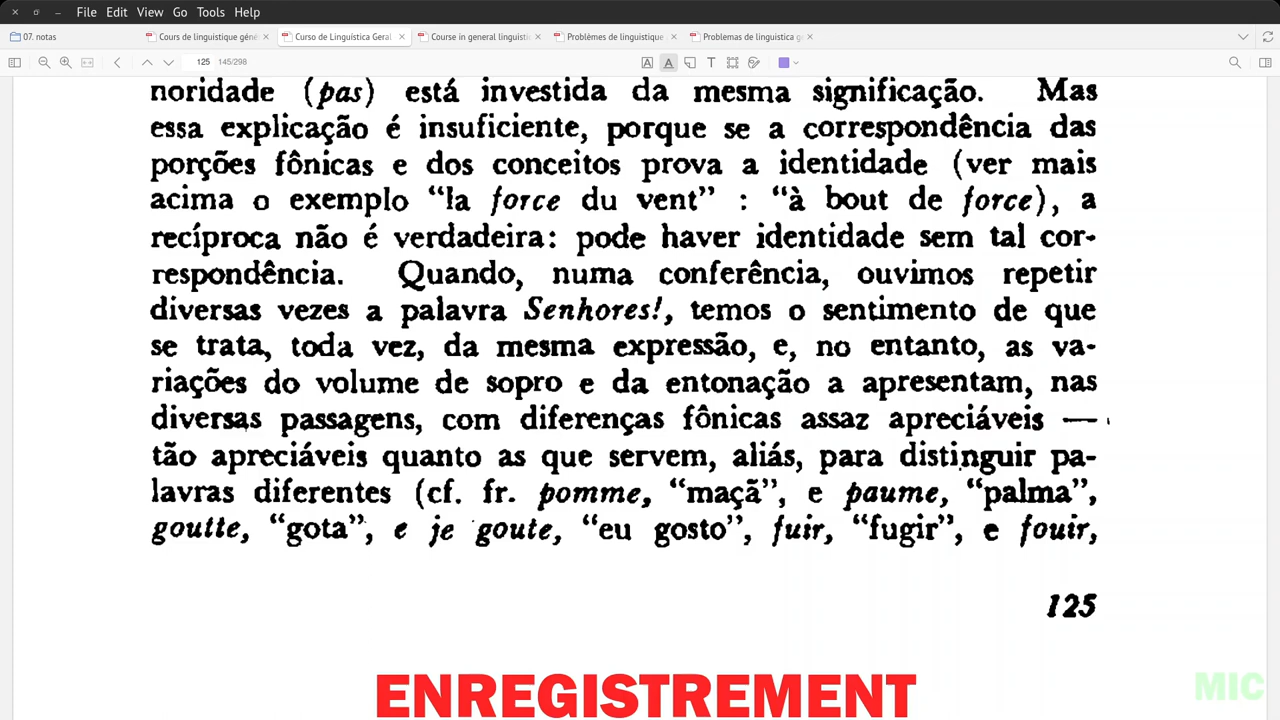 File Edit View Go Tools Help
07. notas
Cours de linguistique géné
Curso de Linguística Geral
Course in general linguisti
Problèmes de linguistique
Problemas de linguistica g
125 145/298
noridade (pas) está investida da mesma significação. Mas
essa explicação é insuficiente, porque se a correspondência das
porções fônicas e dos conceitos prova a identidade (ver mais
acima o exemplo “la force du vent” : “à bout de force), a
recíproca não é verdadeira: pode haver identidade sem tal cor-
respondência. Quando, numa conferência, ouvimos repetir
diversas vezes a palavra Senhores!, temos o sentimento de que
se trata, toda vez, da mesma expressão, e, no entanto, as va-
riações do volume de sopro e da entonação a apresentam, nas
diversas passagens, com diferenças fônicas assaz apreciáveis —
tão apreciáveis quanto as que servem, aliás, para distinguir pa-
lavras diferentes (cf. fr. pomme, “maçã”, e paume, “palma”,
goutte, “gota”, e je goute, “eu gosto”, fuir, “fugir”, e fouir,
125
ENREGISTREMENT
MIC